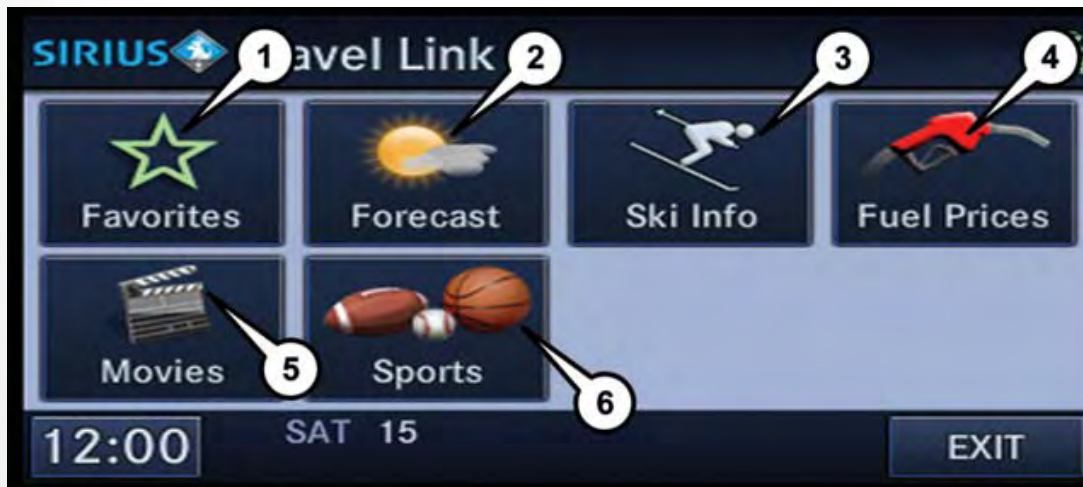 SIRIUS avel Link
1
2
3
4
Favorites
Forecast
Ski Info
Fuel Prices
Movies
Sports
5
6
12:00
SAT 15
EXIT